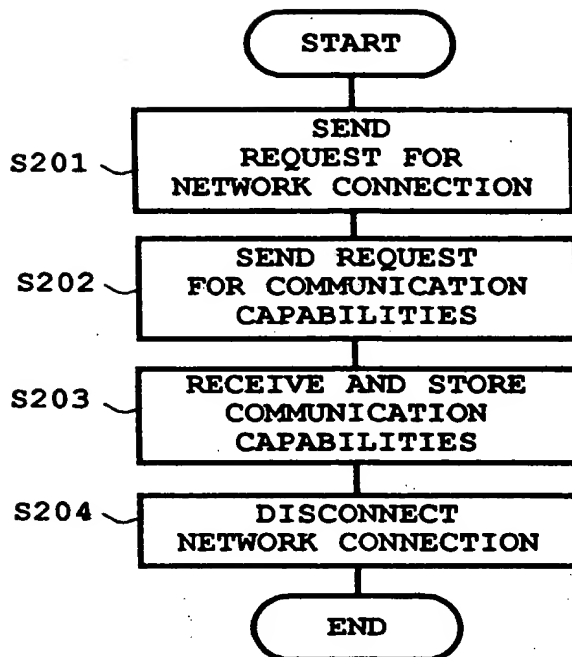 START
SEND
REQUEST FOR
NETWORK CONNECTION
S201
SEND REQUEST
FOR COMMUNICATION
CAPABILITIES
S202
RECEIVE AND STORE
COMMUNICATION
CAPABILITIES
S203
DISCONNECT
NETWORK CONNECTION
S204
END